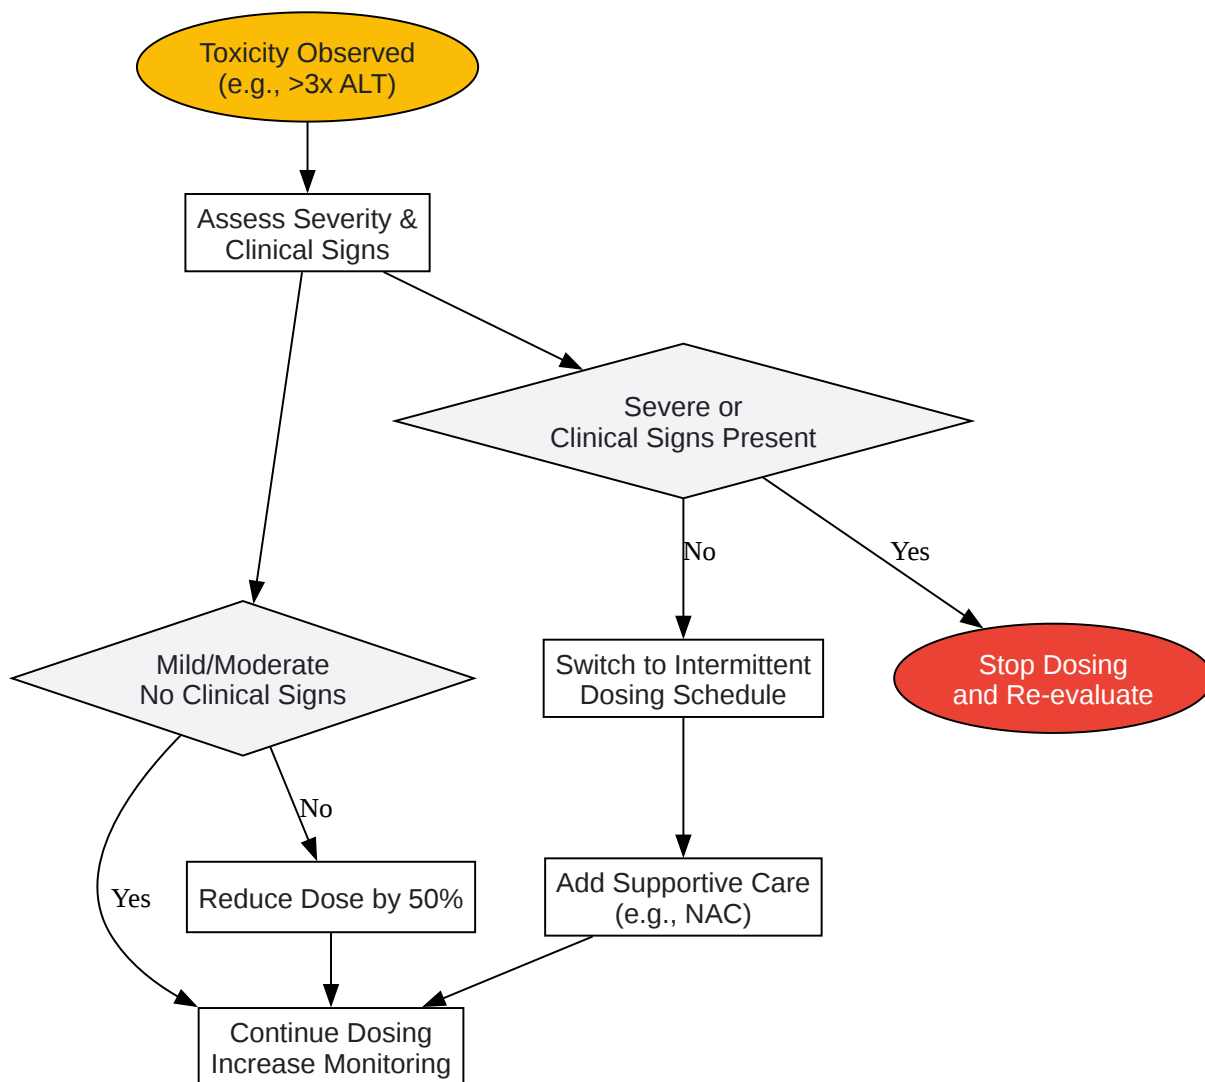 Toxicity Observed
(e.g., >3x ALT)
Assess Severity &
Clinical Signs
Severe or
Clinical Signs Present
No
Yes
Mild/Moderate
No Clinical Signs
Switch to Intermittent
Dosing Schedule
Stop Dosing
and Re-evaluate
No
Yes
Reduce Dose by 50%
Add Supportive Care
(e.g., NAC)
Continue Dosing
Increase Monitoring